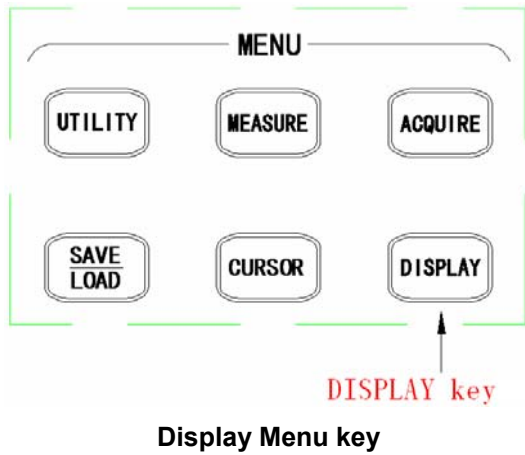 MENU
UTILITY MEASURE ACQUIRE
SAVE
LOAD
CURSOR DISPLAY
DISPLAY key
Display Menu key